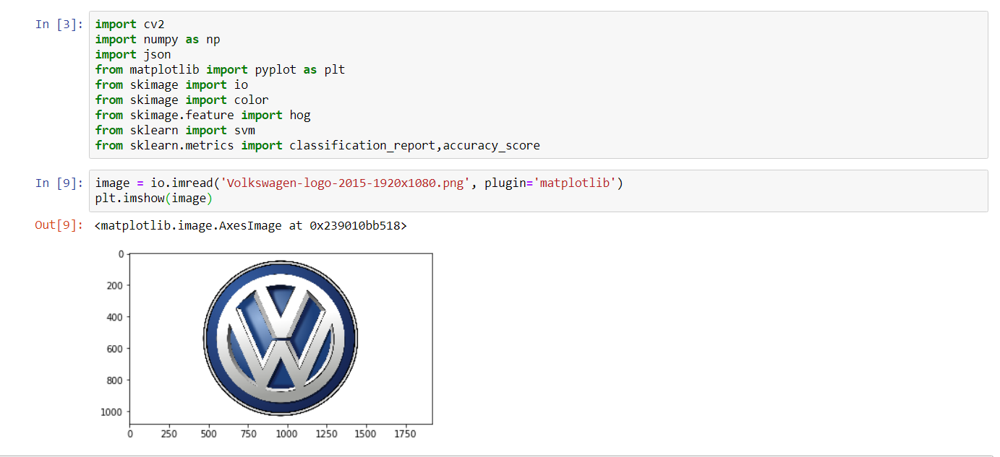 In [3]: import cv2
import numpy as np
import json
from matplotlib import pyplot as plt
from skimage import io
from skimage import color
from skimage.feature import hog
from sklearn import svm
from sklearn.metrics import classification_report,accuracy_score
In [9]: image = io.imread('Volkswagen-logo-2015-1920x1080.png', plugin='matplotlib')
plt.imshow(image)
Out[9]: <matplotlib.image.AxesImage at 0x239010bb518>
0
200
400
600
800
1000
0 250 500 750 1000 1250 1500 1750
VW